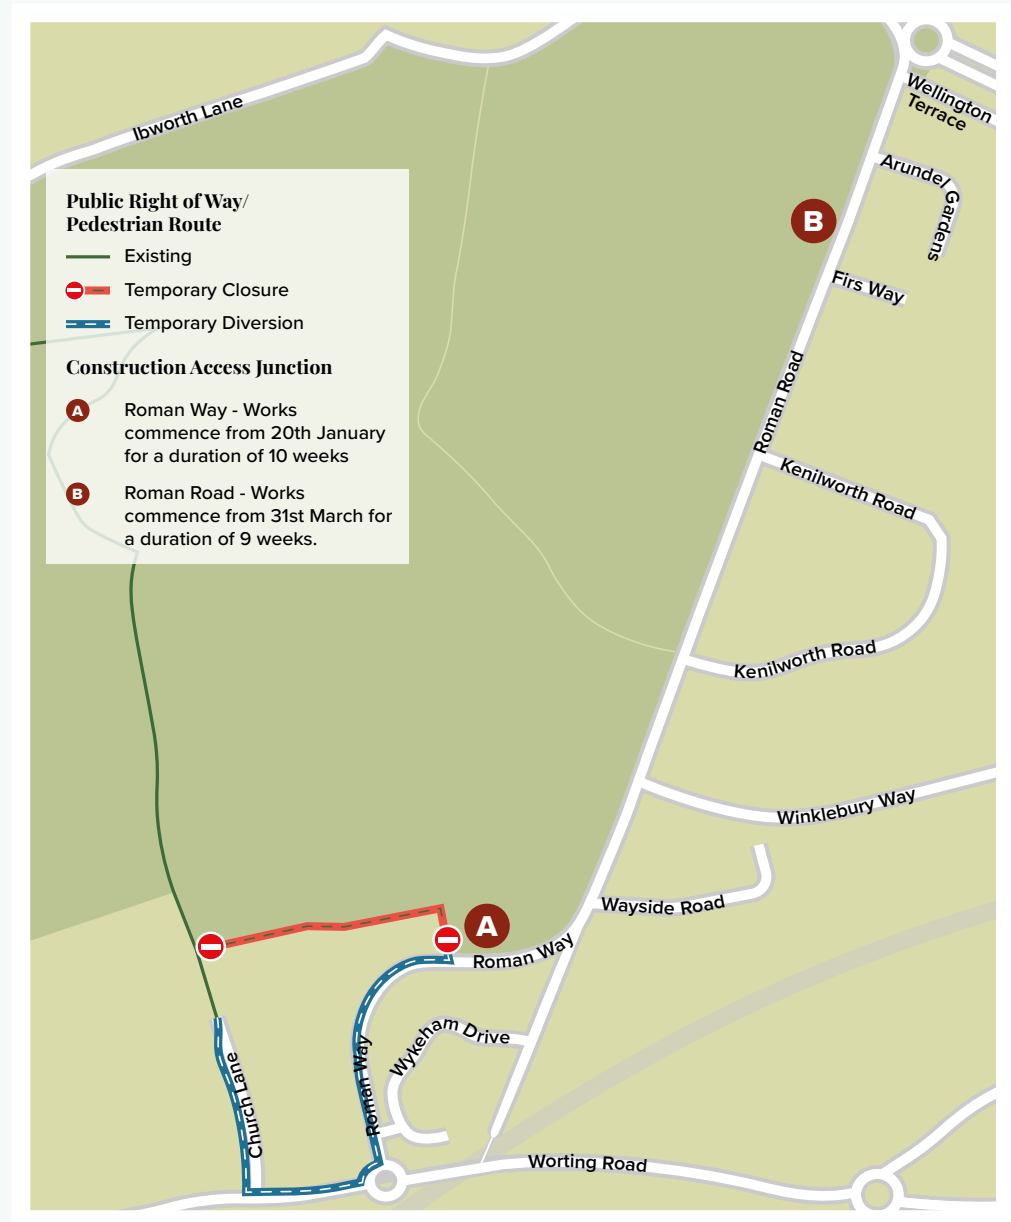 Ibworth Lane
Wellington
Terrace
Arundel Gardens
Public Right of Way/
Pedestrian Route
Existing
Temporary Closure
Temporary Diversion
Construction Access Junction
A
Roman Way - Works
commence from 20th January
for a duration of 10 weeks
B
Roman Road - Works
commence from 31st March for
a duration of 9 weeks.
B
Firs Way
Roman Road
Kenilworth Road
Kenilworth Road
Winklebury Way
Wayside Road
A
Roman Way
Wykeham Drive
Roman Way
Church Lane
Worting Road